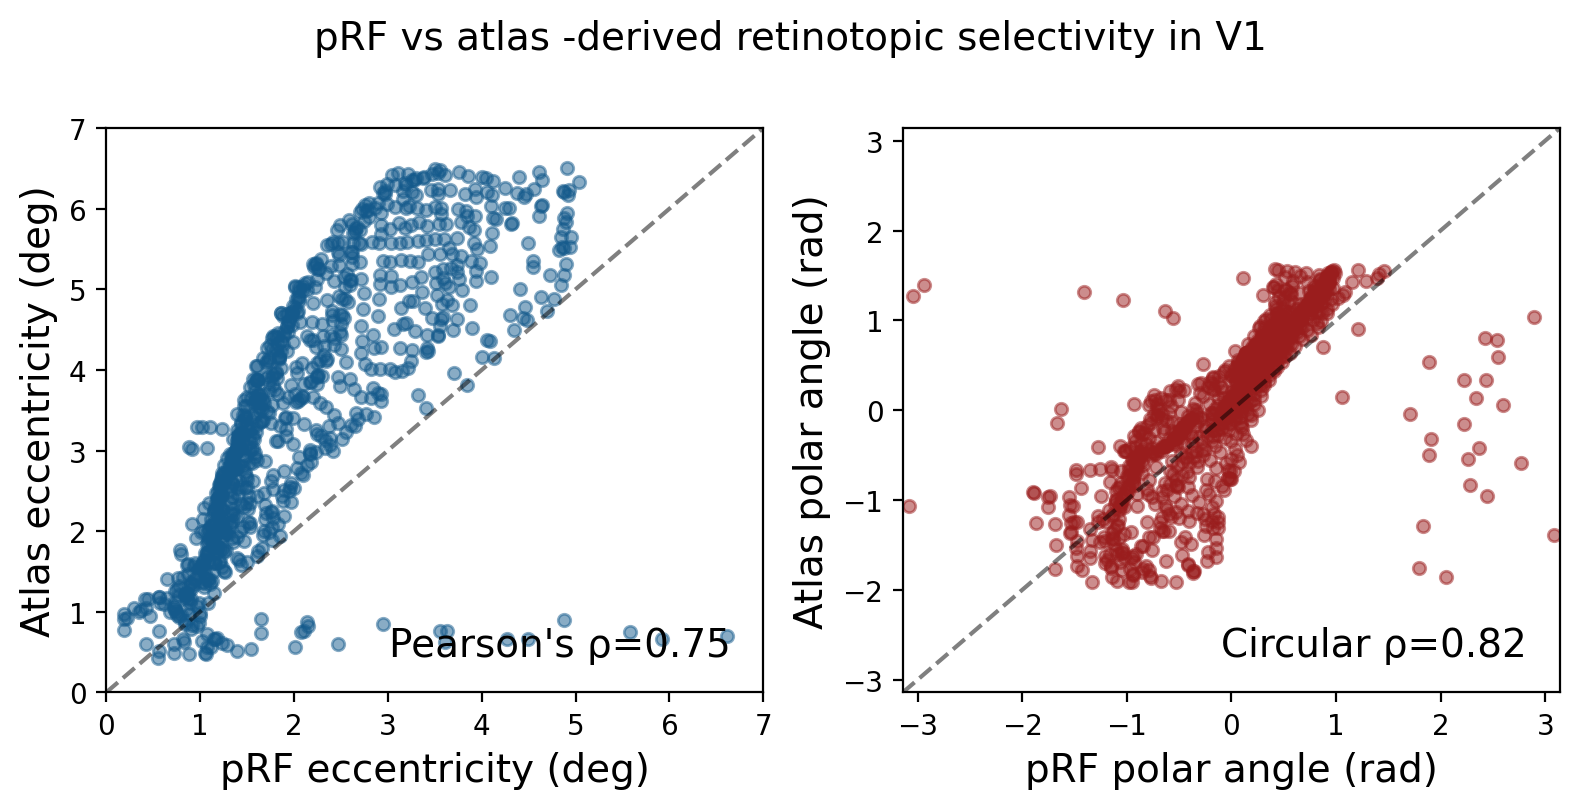 pRF vs atlas -derived retinotopic selectivity in V1
Atlas eccentricity (deg)
7
6
5
4
3
2
1
0
Pearson's ρ=0.75
0 1 2 3 4 5 6 7
pRF eccentricity (deg)
Atlas polar angle (rad)
3
2
1
0
−1
−2
−3
Circular ρ=0.82
−3 −2 −1 0 1 2 3
pRF polar angle (rad)